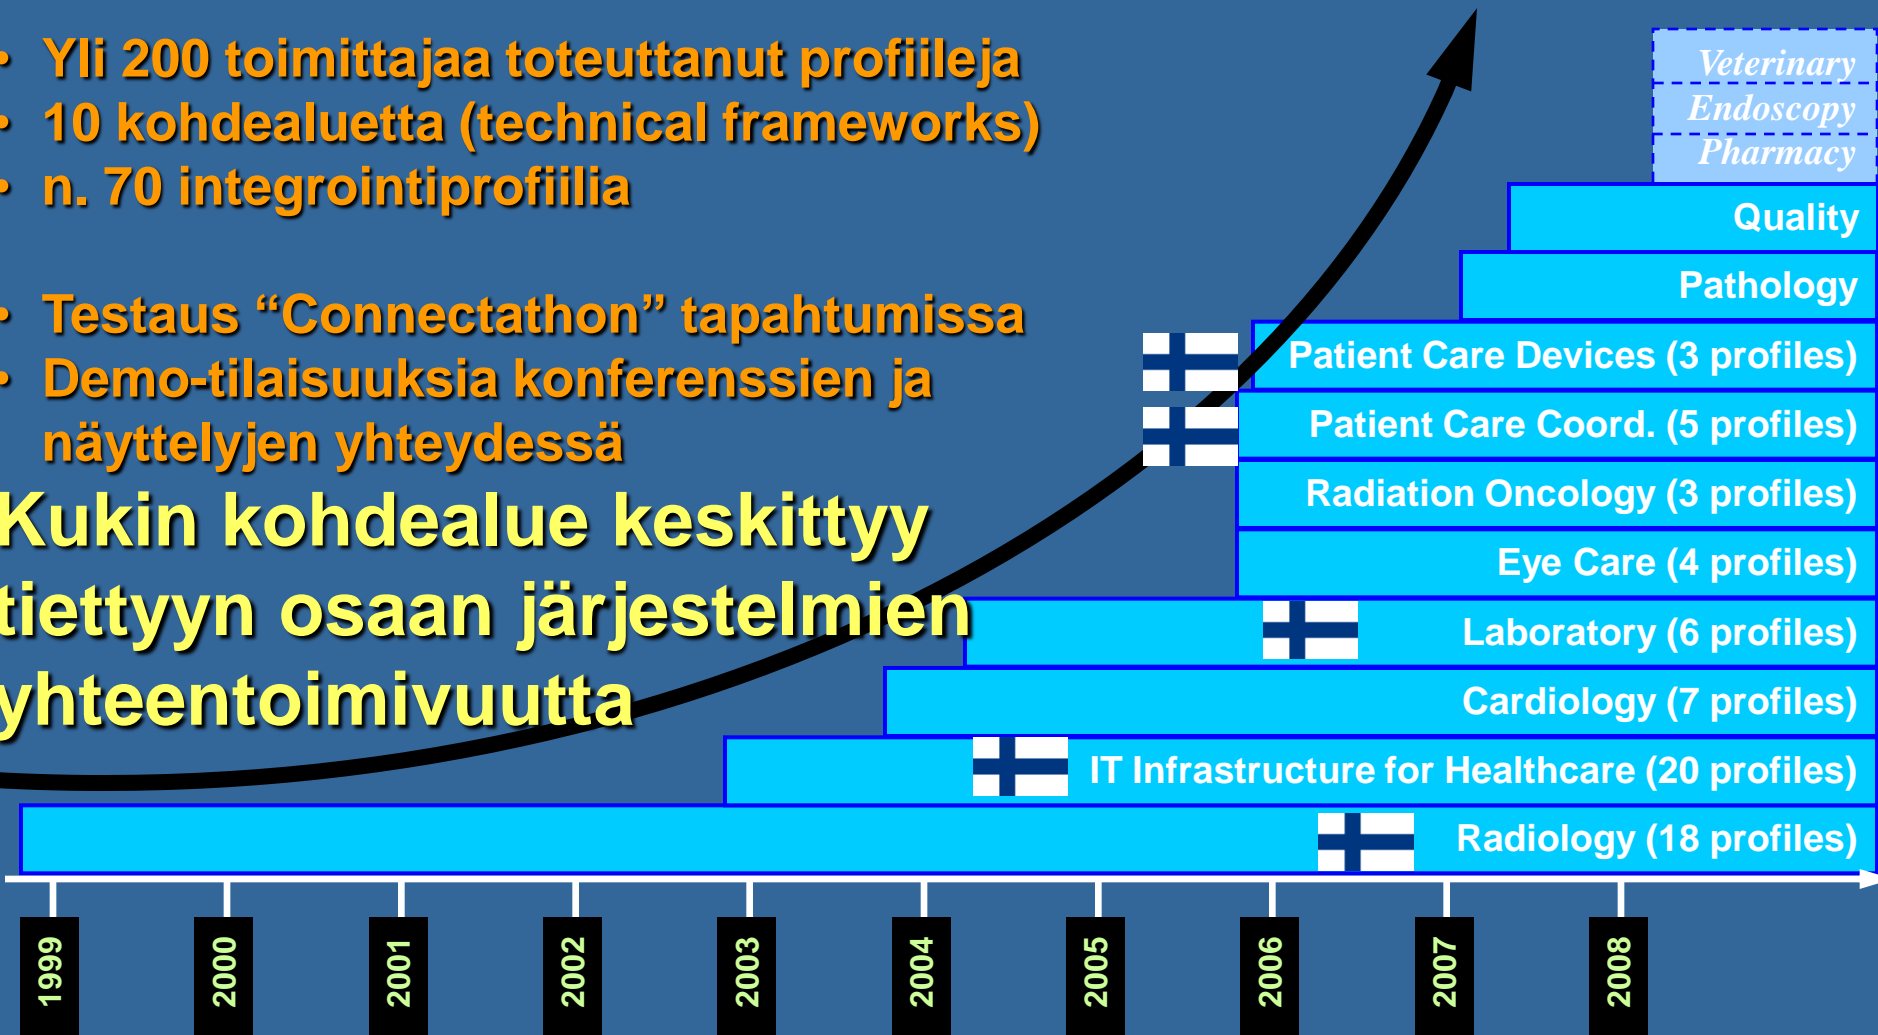 • Yli 200 toimittajaa toteuttanut profiileja
• 10 kohdealuetta (technical frameworks)
• n. 70 integrointiprofiilia
• Testaus “Connectathon” tapahtumissa
• Demo-tilaisuuksia konferenssien ja
näyttelyjen yhteydessä
Kukin kohdealue keskittyy
tiettyyn osaan järjestelmien
yhteentoimivuutta
Veterinary
Endoscopy
Pharmacy
Quality
Pathology
Patient Care Devices (3 profiles)
Patient Care Coord. (5 profiles)
Radiation Oncology (3 profiles)
Eye Care (4 profiles)
Laboratory (6 profiles)
Cardiology (7 profiles)
IT Infrastructure for Healthcare (20 profiles)
Radiology (18 profiles)
1999
2000
2001
2002
2003
2004
2005
2006
2007
2008